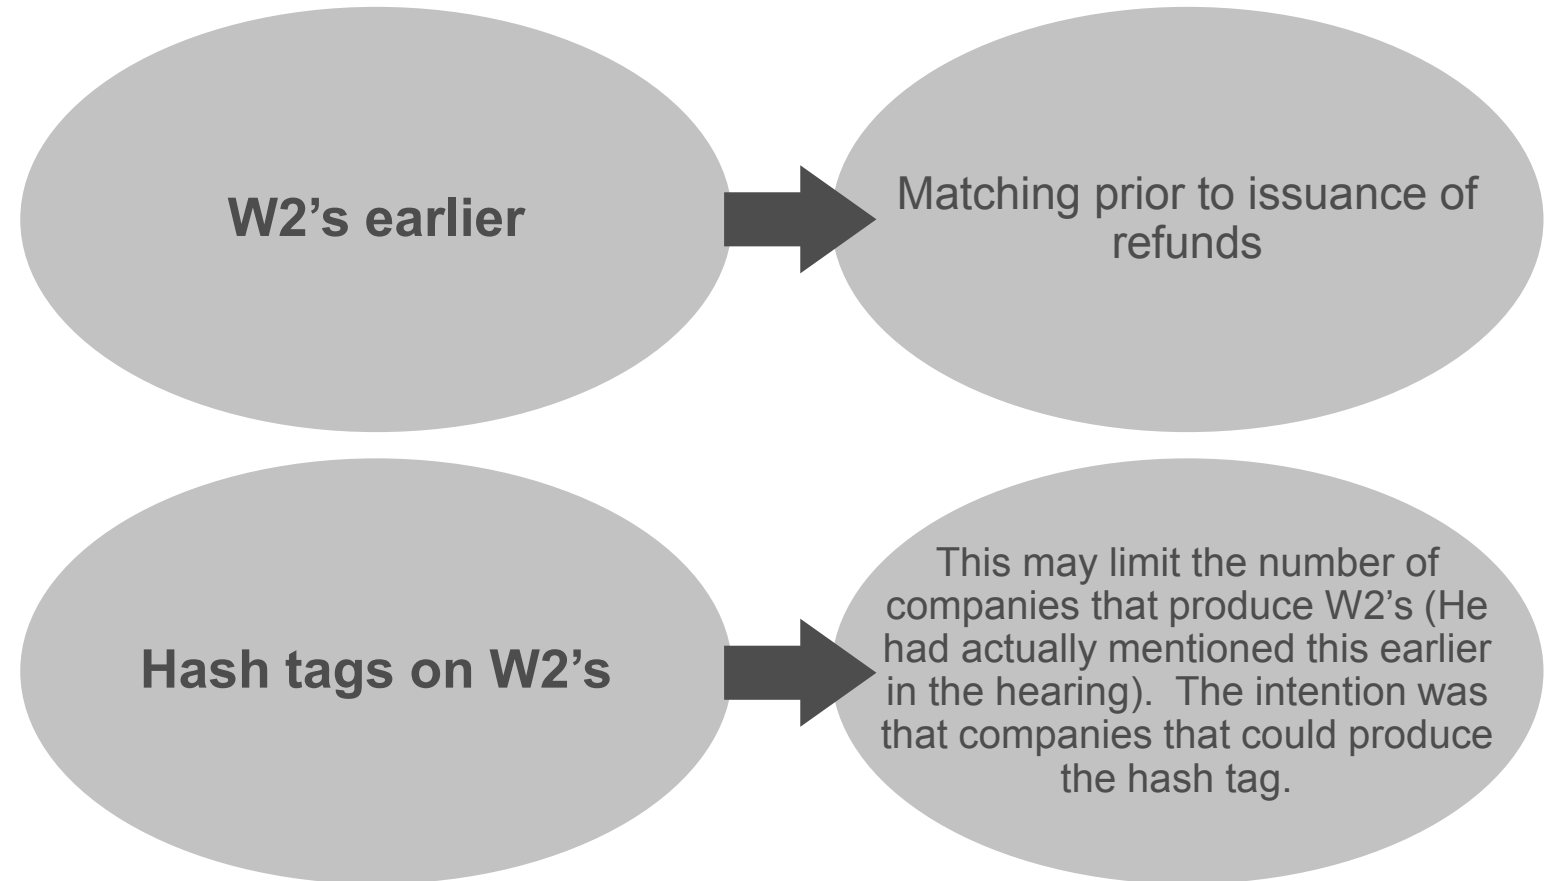 W2’s earlier
Matching prior to issuance of
refunds
Hash tags on W2’s
This may limit the number of
companies that produce W2’s (He
had actually mentioned this earlier
in the hearing).  The intention was
that companies that could produce
the hash tag.